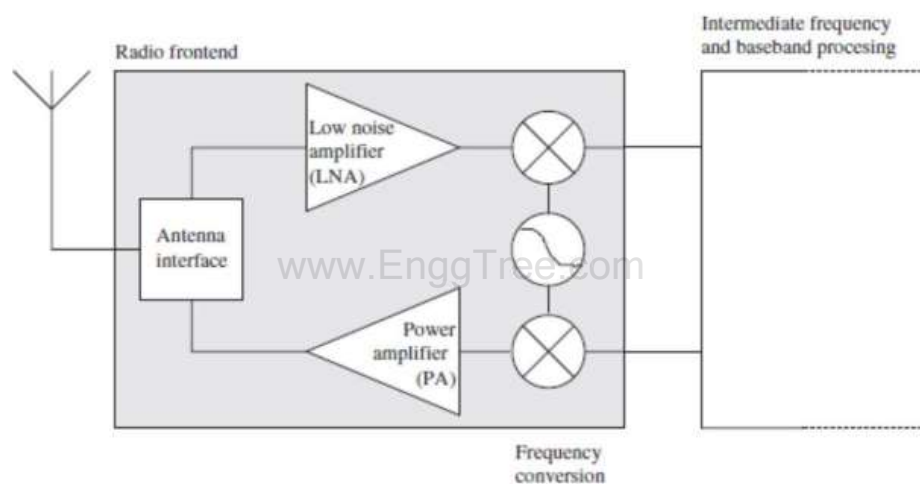 Intermediate frequency
and baseband procesing
Radio frontend
Low noise
amplifier
(LNA)
Antenna
interface
www.EnggTree.com
Power
amplifier
(PA)
Frequency
conversion